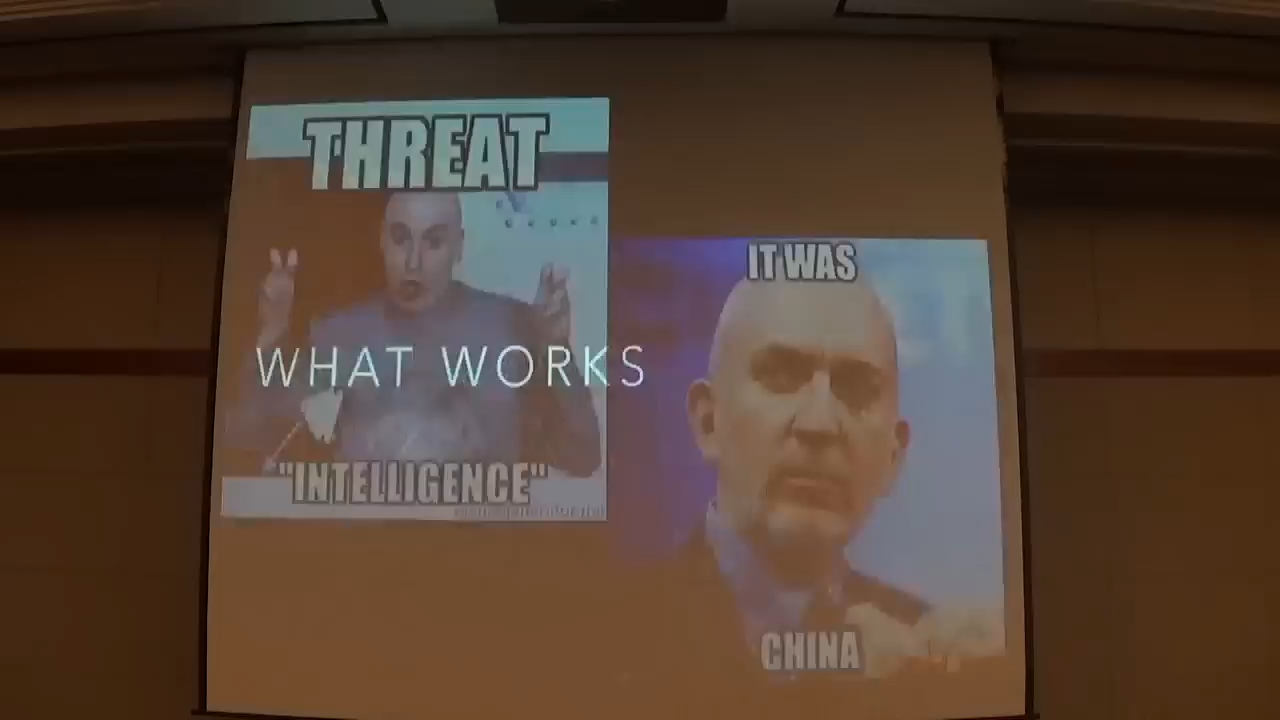 THREAT
IT WAS
WHAT WORKS
"INTELLIGENCE"
CHINA